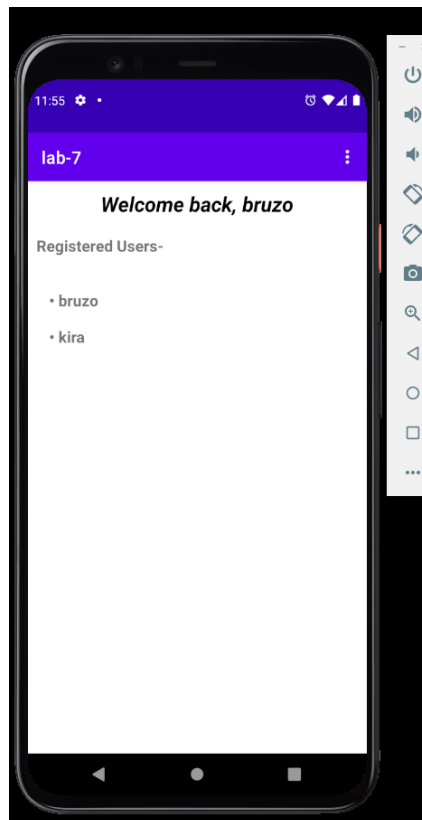 11:55
lab-7
Welcome back, bruzo
Registered Users-
• bruzo
• kira